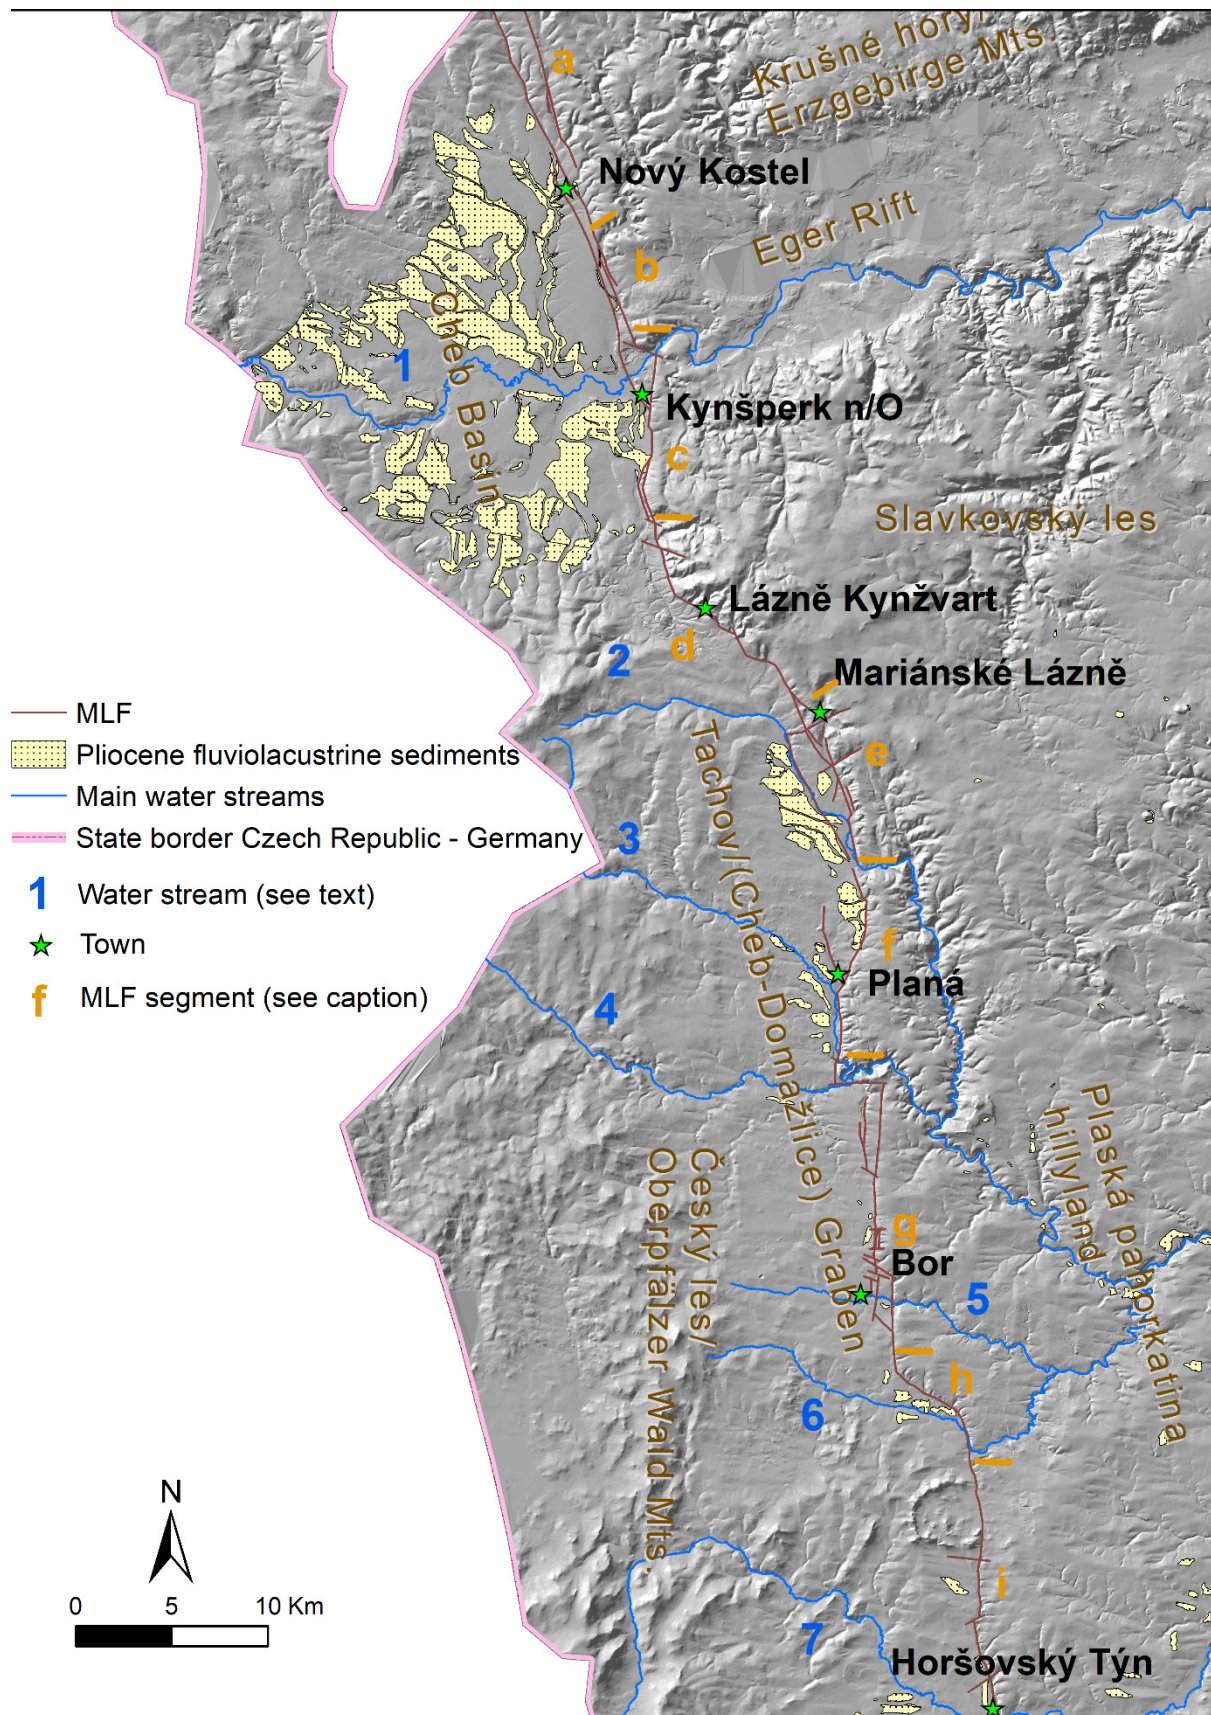 Krušné hory/
Erzgebirge Mts.
a
Nový Kostel
Eger Rift
b
Cheb Basin
1
Kynšperk n/O
c
Slavkovský les
Lázně Kynžvart
d
2
Mariánské Lázně
MLF
Pliocene fluviolacustrine sediments
Main water streams
State border Czech Republic - Germany
1 Water stream (see text)
Town
f MLF segment (see caption)
Tachov/(Cheb-Domažlice) Graben
e
3
f
Planá
4
Plaská pahorkatina
hillyland
Český les/
Oberpfälzer Wald Mts.
g
Bor
5
h
6
N
0 5 10 Km
i
7
Horšovský Týn